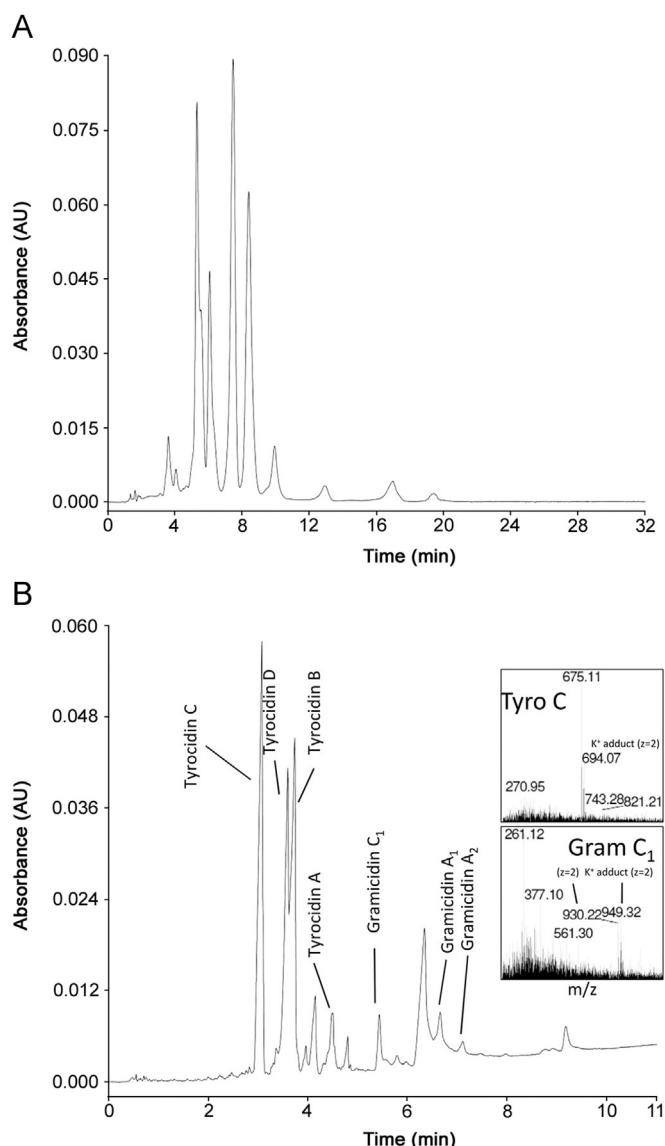 A
0.090
0.075
0.060
0.045
0.030
0.015
0.000
Absorbance (AU)
0 4 8 12 16 20 24 28 32
Time (min)
B
0.060
0.048
0.036
0.024
0.012
0.000
Absorbance (AU)
Tyrocidin C
Tyrocidin D
Tyrocidin B
Tyrocidin A
Gramicidin C₁
Gramicidin A₁
Gramicidin A₂
675.11
Tyro C
K⁺ adduct (z=2)
694.07
270.95
743.28
821.21
261.12
Gram C₁
(z=2) K⁺ adduct (z=2)
377.10
930.22 949.32
561.30
m/z
0 2 4 6 8 10 11
Time (min)